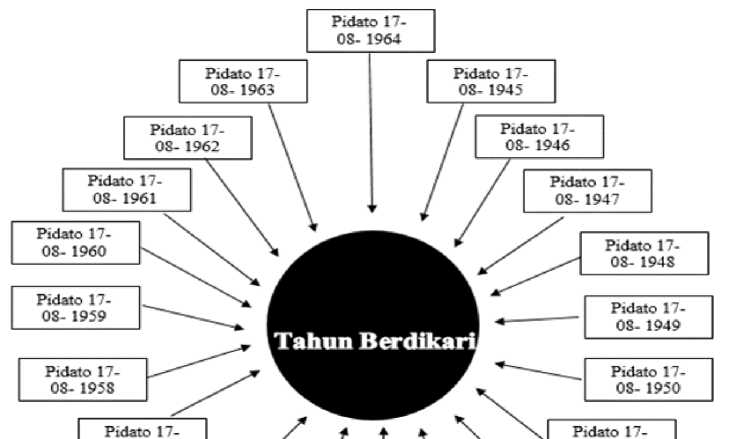 Pidato 17-
08- 1964
Pidato 17-
08- 1963
Pidato 17-
08- 1945
Pidato 17-
08- 1962
Pidato 17-
08- 1946
Pidato 17-
08- 1961
Pidato 17-
08- 1947
Pidato 17-
08- 1960
Pidato 17-
08- 1948
Pidato 17-
08- 1959
Pidato 17-
08- 1949
Tahun Berdikari
Pidato 17-
08- 1958
Pidato 17-
08- 1950
Pidato 17-
Pidato 17-